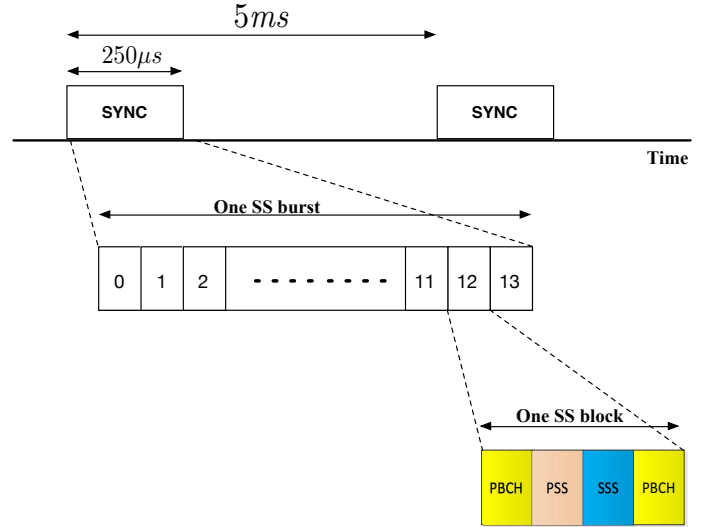 5ms
250μs
SYNC SYNC
Time
One SS burst
0 1 2 11 12 13
One SS block
PBCH PSS SSS PBCH